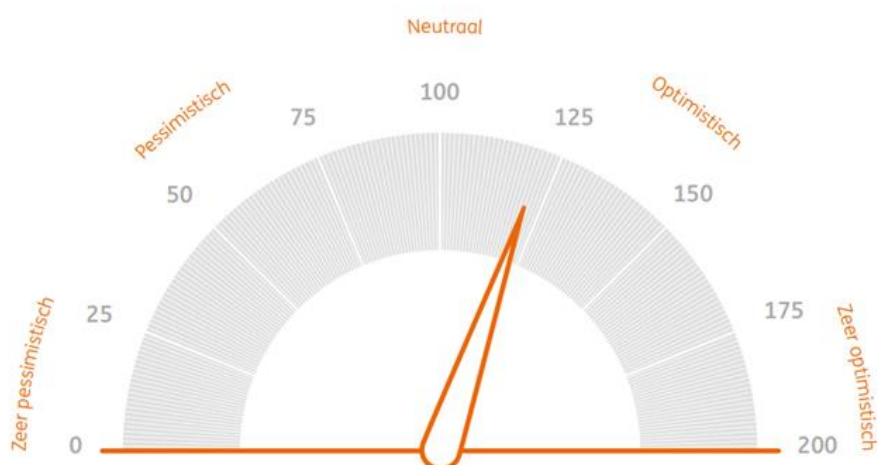 Neutraal
Pessimistisch
Optimistisch
Zeer pessimistisch
Zeer optimistisch
0
25
50
75
100
125
150
175
200